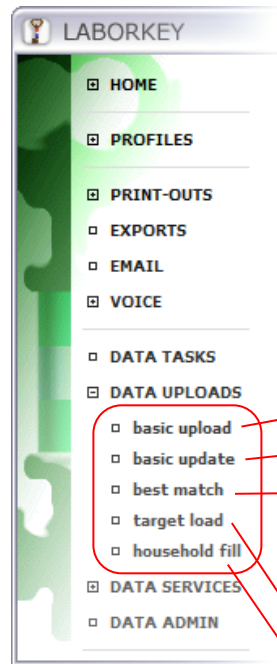 LABORKEY
HOME
PROFILES
PRINT-OUTS
EXPORTS
EMAIL
VOICE
DATA TASKS
DATA UPLOADS
basic upload
basic update
best match
target load
household fill
DATA SERVICES
DATA ADMIN